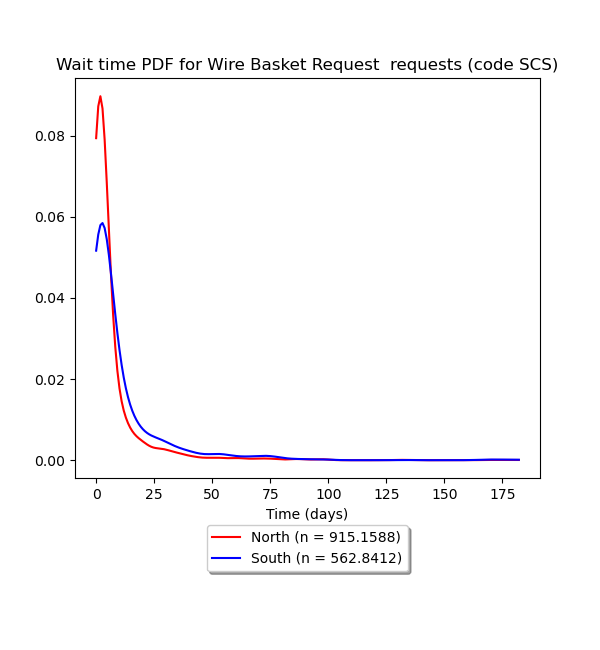 Wait time PDF for Wire Basket Request  requests (code SCS)
0.08
0.06
0.04
0.02
0.00
0 25 50 75 100 125 150 175
Time (days)
North (n = 915.1588)
South (n = 562.8412)